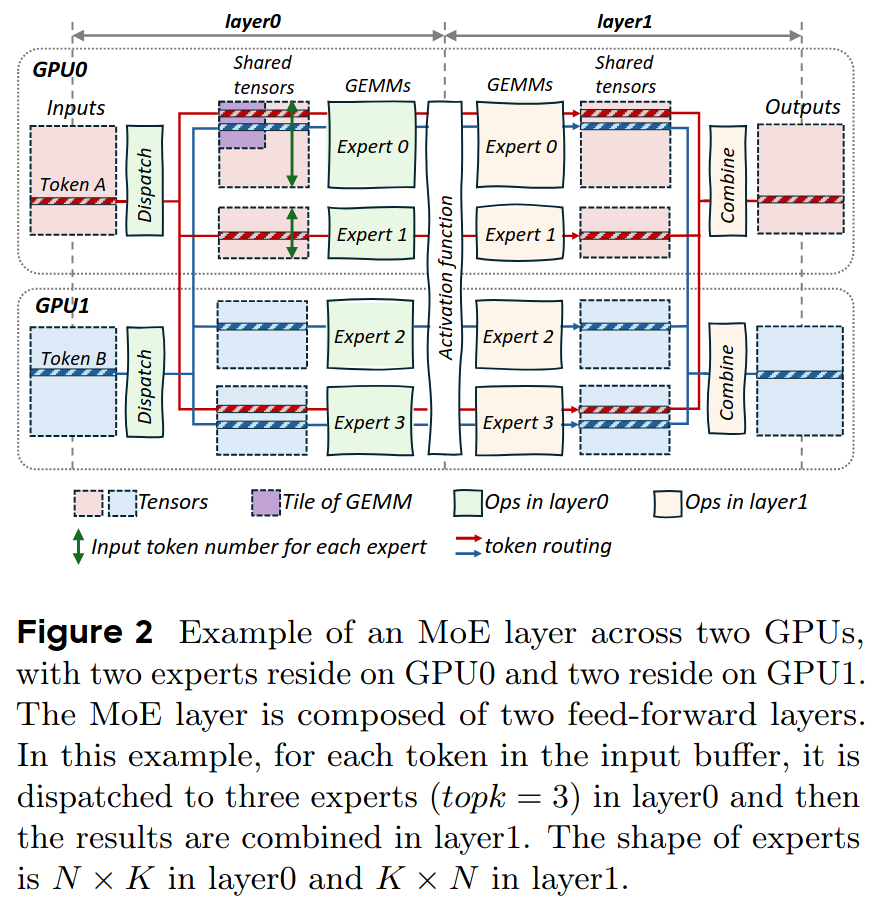 layer0
layer1
GPU0
Inputs
Shared tensors
GEMMs
GEMMs
Shared tensors
Outputs
Token A
Dispatch
Expert 0
Expert 1
Activation function
Expert 0
Expert 1
Combine
GPU1
Token B
Dispatch
Expert 2
Expert 3
Expert 2
Expert 3
Combine
Tensors
Tile of GEMM
Ops in layer0
Ops in layer1
Input token number for each expert
token routing
Figure 2 Example of an MoE layer across two GPUs,
with two experts reside on GPU0 and two reside on GPU1.
The MoE layer is composed of two feed-forward layers.
In this example, for each token in the input buffer, it is
dispatched to three experts (topk = 3) in layer0 and then
the results are combined in layer1. The shape of experts
is N × K in layer0 and K × N in layer1.